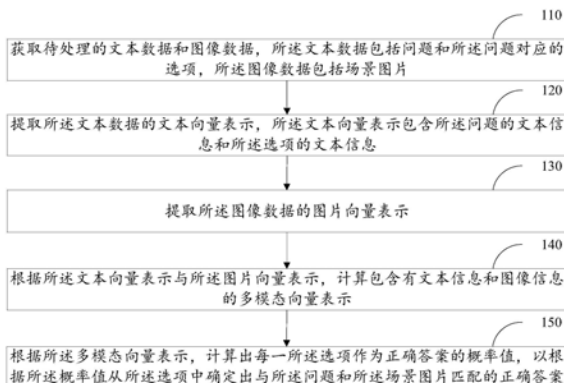 110
获取待处理的文本数据和图像数据，所述文本数据包括问题和所述问题对应的
选项，所述图像数据包括场景图片
120
提取所述文本数据的文本向量表示，所述文本向量表示包含所述问题的文本信
息和所述选项的文本信息
130
提取所述图像数据的图片向量表示
140
根据所述文本向量表示与所述图片向量表示，计算包含有文本信息和图像信息
的多模态向量表示
150
根据所述多模态向量表示，计算出每一所述选项作为正确答案的概率值，以根
据所述概率值从所述选项中确定出与所述问题和所述场景图片匹配的正确答案